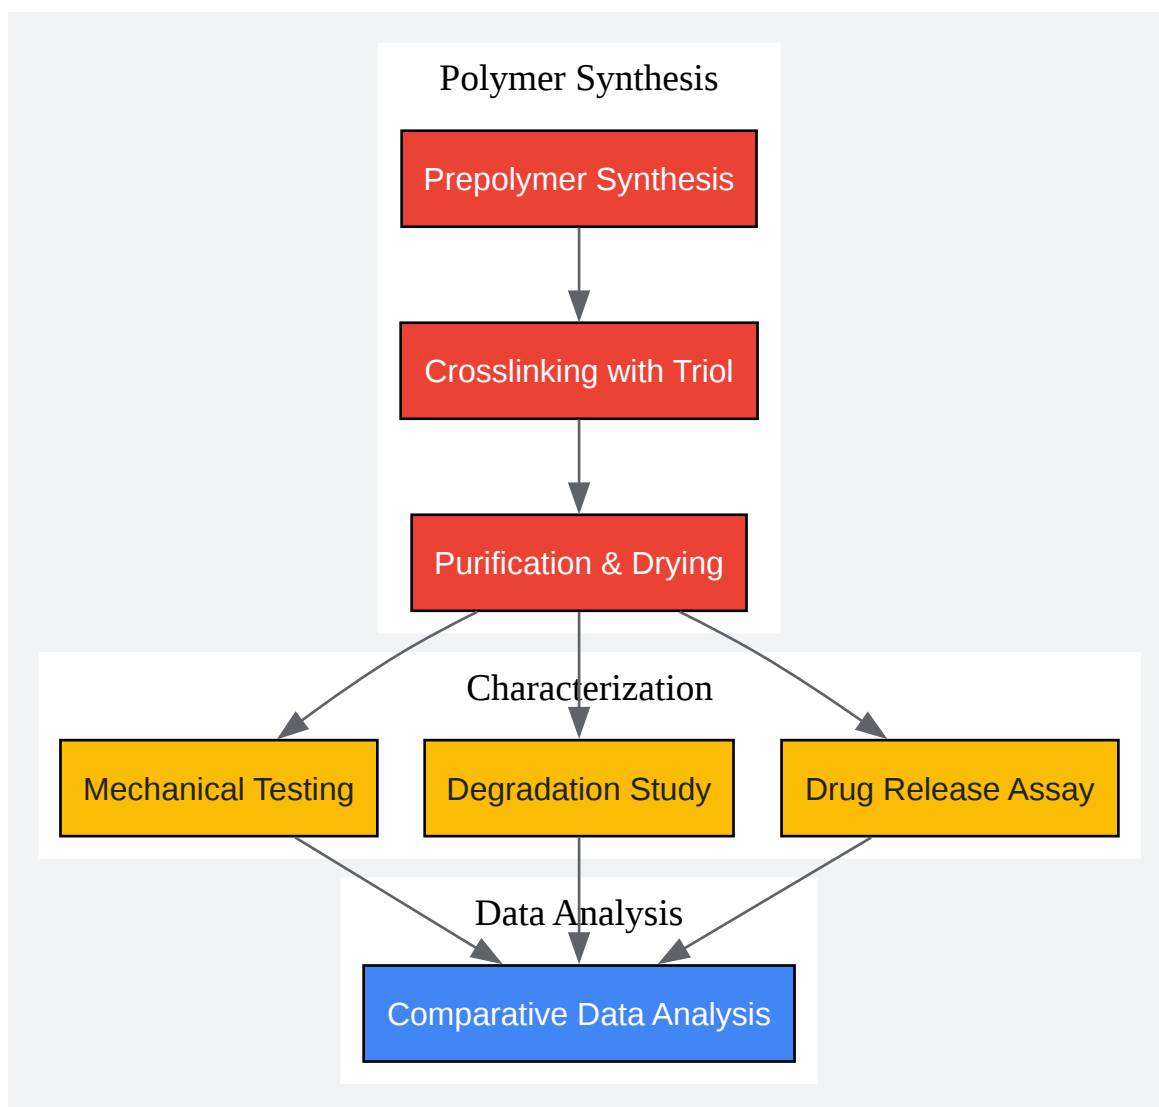 Polymer Synthesis
Prepolymer Synthesis
Crosslinking with Triol
Purification & Drying
Characterization
Mechanical Testing
Degradation Study
Drug Release Assay
Data Analysis
Comparative Data Analysis